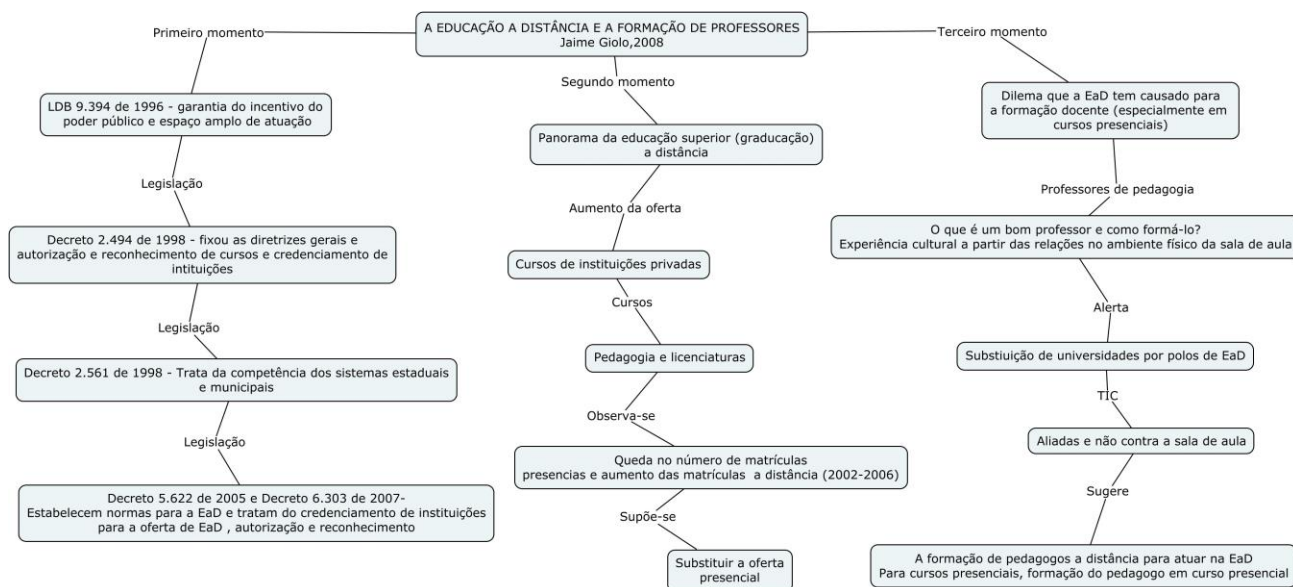 A EDUCAÇÃO A DISTÂNCIA E A FORMAÇÃO DE PROFESSORES
Jaime Giolo,2008
Primeiro momento
LDB 9.394 de 1996 - garantia do incentivo do
poder público e espaço amplo de atuação
Legislação
Decreto 2.494 de 1998 - fixou as diretrizes gerais e
autorização e reconhecimento de cursos e credenciamento de
intituições
Legislação
Decreto 2.561 de 1998 - Trata da competência dos sistemas estaduais
e municipais
Legislação
Decreto 5.622 de 2005 e Decreto 6.303 de 2007-
Estabelecem normas para a EaD e tratam do credenciamento de instituições
para a oferta de EaD , autorização e reconhecimento
Segundo momento
Panorama da educação superior (graducação)
a distância
Aumento da oferta
Cursos de instituições privadas
Cursos
Pedagogia e licenciaturas
Observa-se
Queda no número de matrículas
presencias e aumento das matrículas  a distância (2002-2006)
Supõe-se
Substituir a oferta
presencial
Terceiro momento
Dilema que a EaD tem causado para
a formação docente (especialmente em
cursos presenciais)
Professores de pedagogia
O que é um bom professor e como formá-lo?
Experiência cultural a partir das relações no ambiente físico da sala de aula
Alerta
Substiuição de universidades por polos de EaD
TIC
Aliadas e não contra a sala de aula
Sugere
A formação de pedagogos a distância para atuar na EaD
Para cursos presenciais, formação do pedagogo em curso presencial